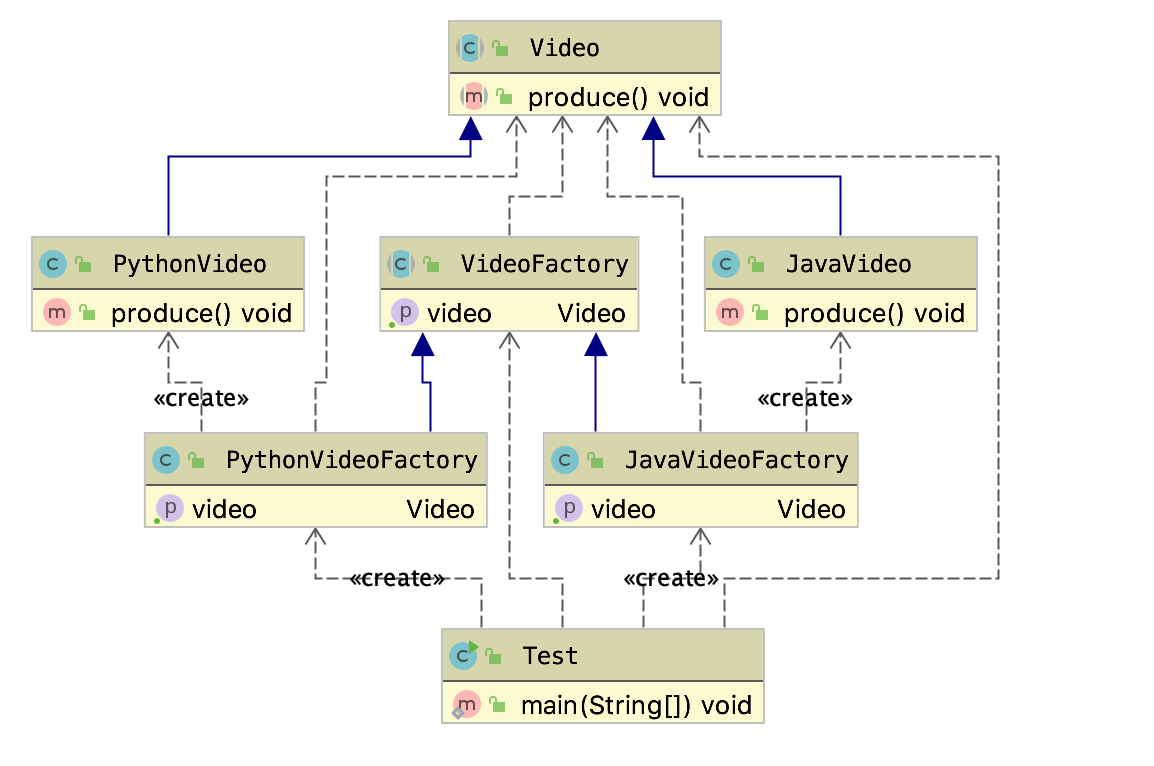 Video
produce() void
PythonVideo
produce() void
VideoFactory
video Video
JavaVideo
produce() void
«create»
«create»
PythonVideoFactory
video Video
JavaVideoFactory
video Video
«create»
«create»
Test
main(String[]) void